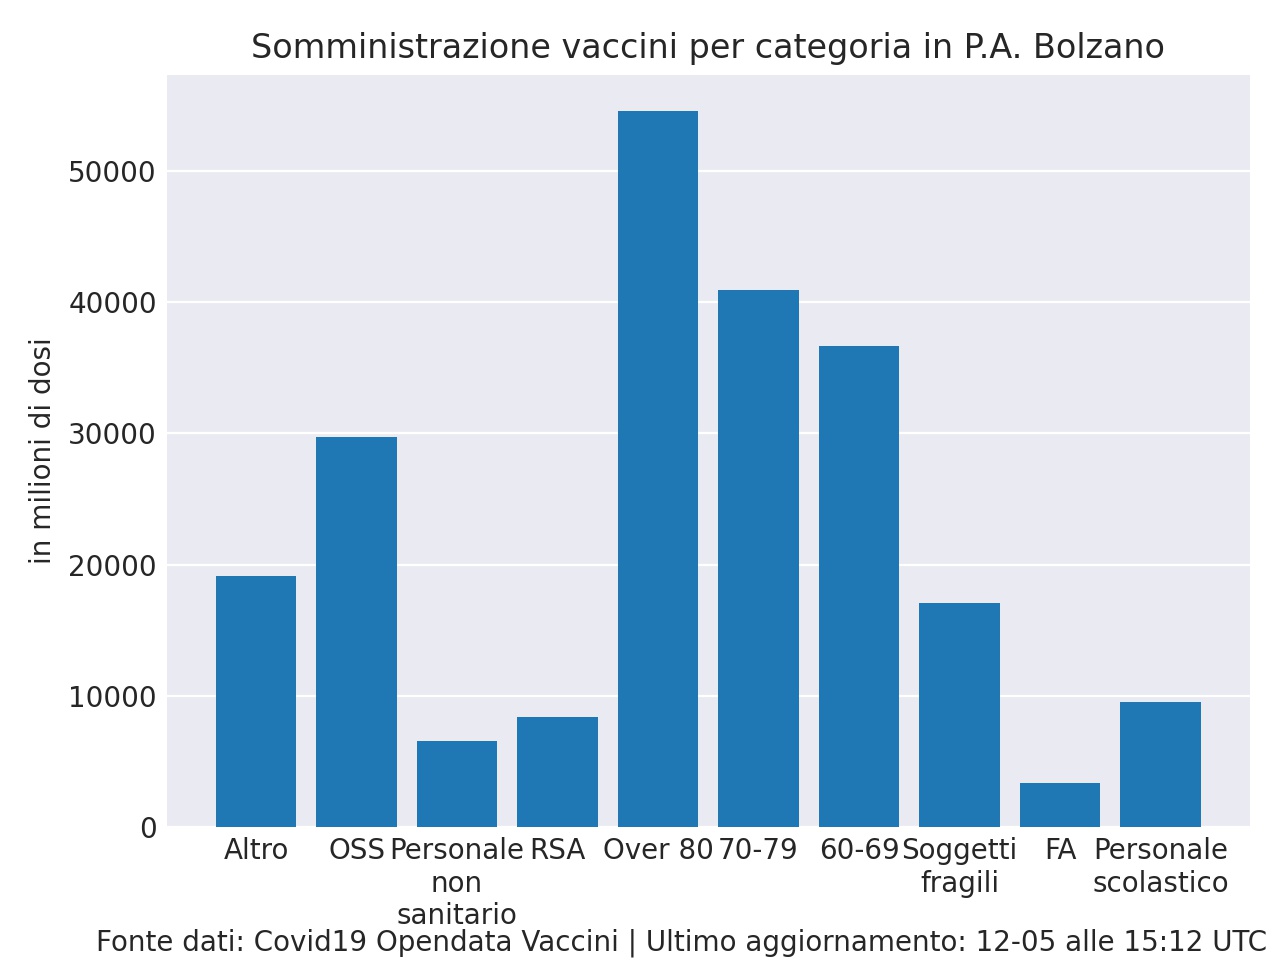 Somministrazione vaccini per categoria in P.A. Bolzano
in milioni di dosi
50000
40000
30000
20000
10000
0
Altro
OSS
Personale
non
sanitario
RSA
Over 80
70-79
60-69
Soggetti
fragili
FA
Personale
scolastico
Fonte dati: Covid19 Opendata Vaccini | Ultimo aggiornamento: 12-05 alle 15:12 UTC